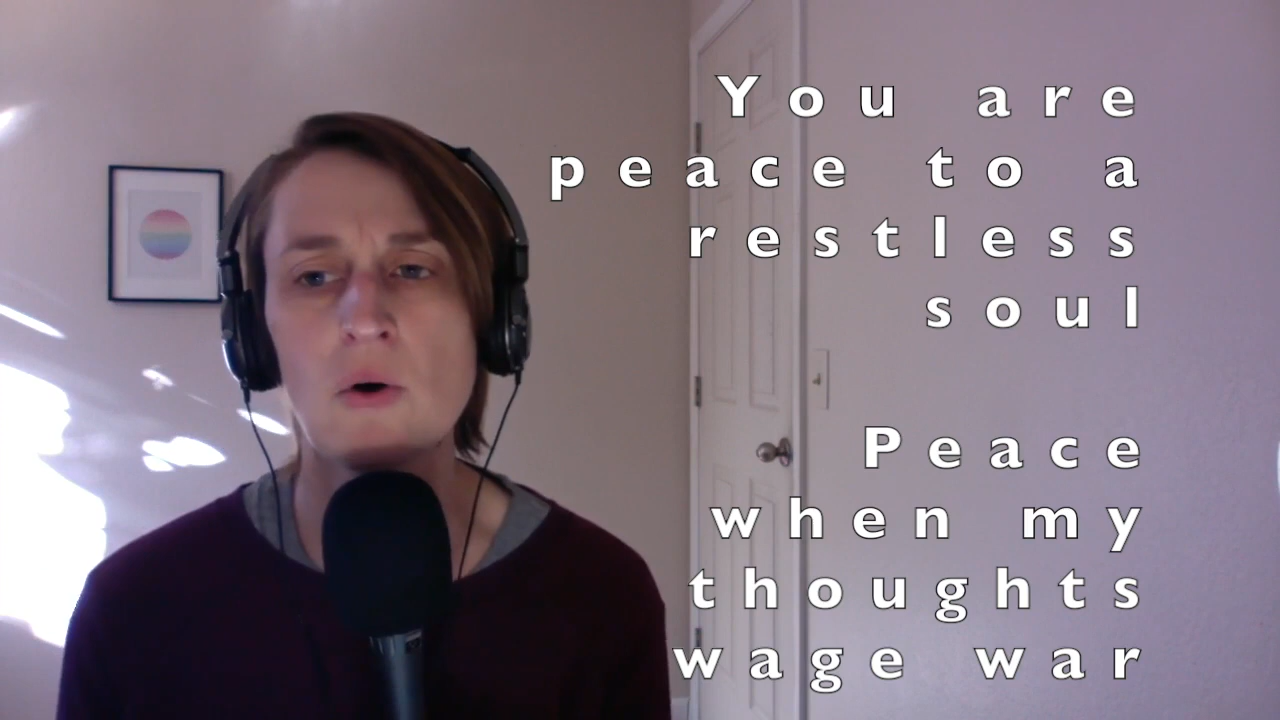 You are
peace to a
restless
soul
Peace
when my
thoughts
wage war